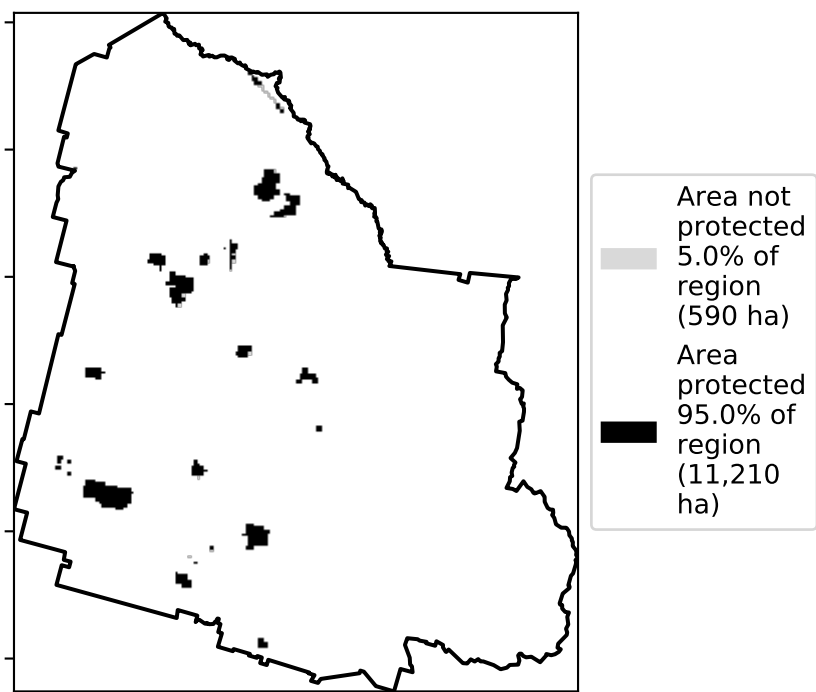 Area not
protected
5.0% of
region
(590 ha)
Area
protected
95.0% of
region
(11,210
ha)